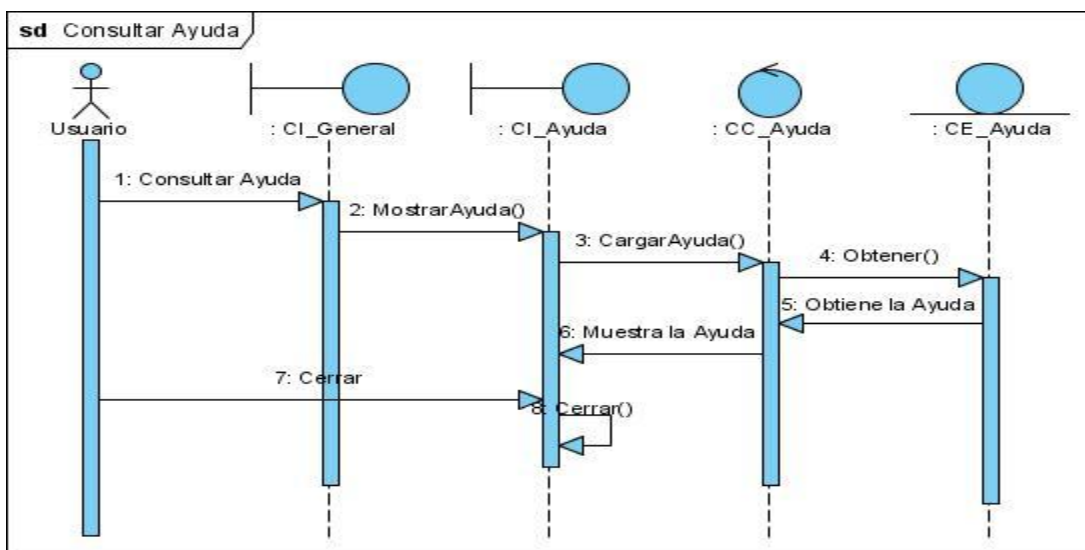 sd Consultar Ayuda
Usuario
: CI_General
: CI_Ayuda
: CC_Ayuda
: CE_Ayuda
1: Consultar Ayuda
2: MostrarAyuda()
3: CargarAyuda()
4: Obtener()
5: Obtiene la Ayuda
6: Muestra la Ayuda
7: Cerrar
8: Cerrar()